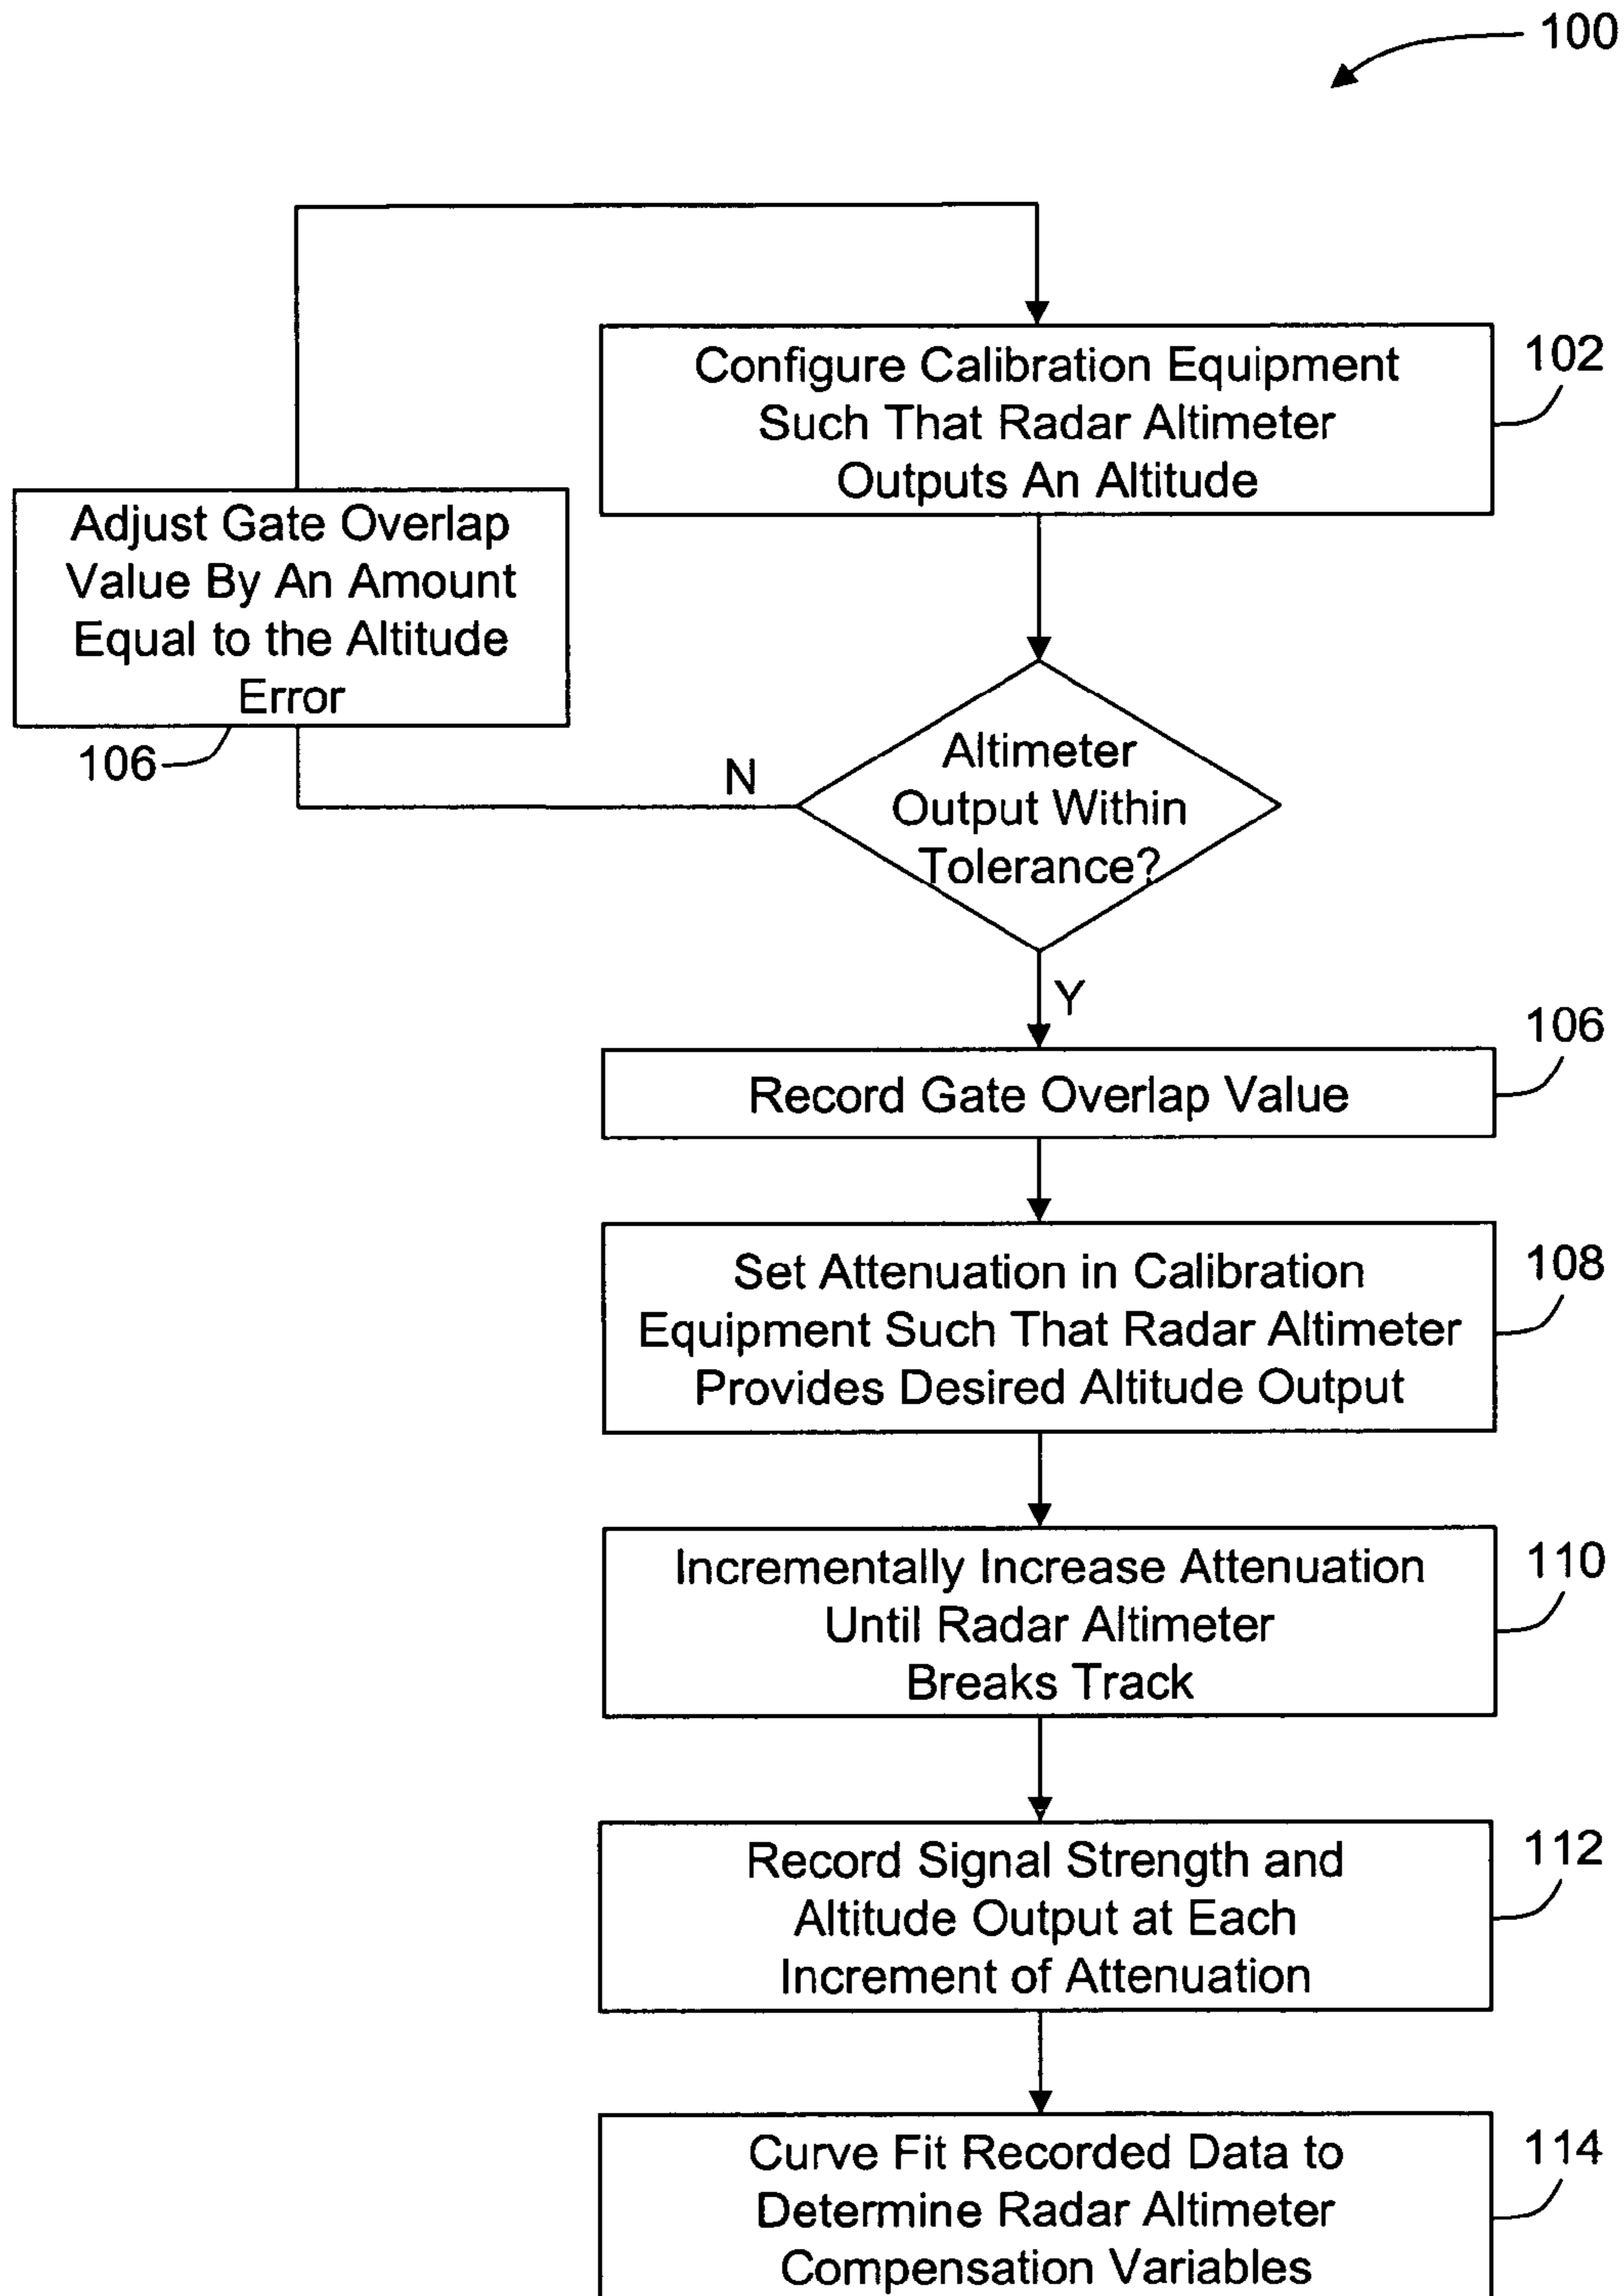 100
Configure Calibration Equipment
Such That Radar Altimeter
Outputs An Altitude
102
Adjust Gate Overlap
Value By An Amount
Equal to the Altitude
Error
106
N
Altimeter
Output Within
Tolerance?
Y
106
Record Gate Overlap Value
Set Attenuation in Calibration
Equipment Such That Radar Altimeter
Provides Desired Altitude Output
108
Incrementally Increase Attenuation
Until Radar Altimeter
Breaks Track
110
Record Signal Strength and
Altitude Output at Each
Increment of Attenuation
112
Curve Fit Recorded Data to
Determine Radar Altimeter
Compensation Variables
114